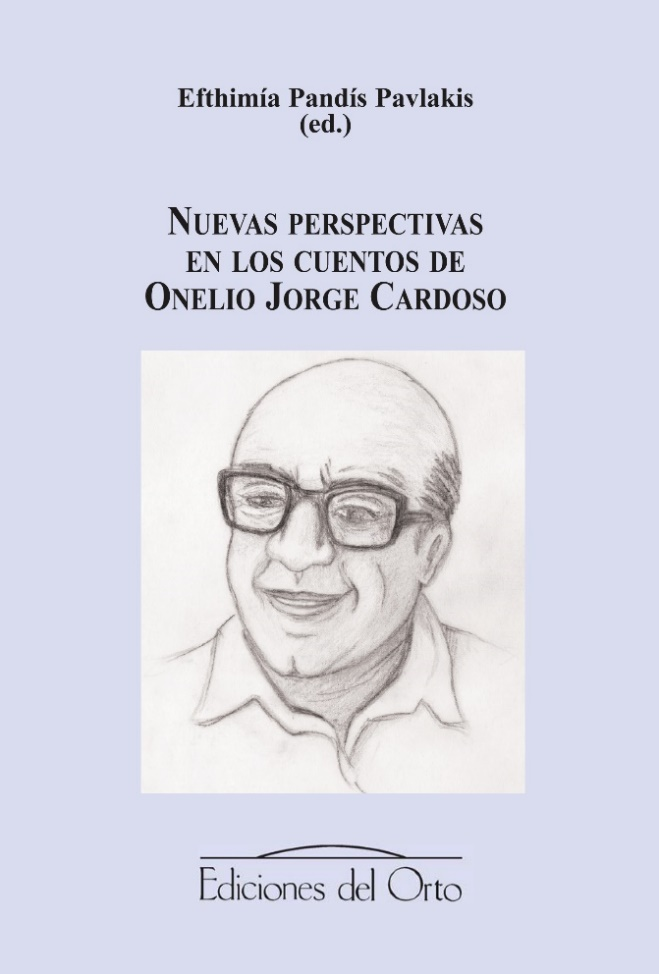 Efthimía Pandís Pavlakis
(ed.)
NUEVAS PERSPECTIVAS
EN LOS CUENTOS DE
ONELIO JORGE CARDOSO
Ediciones del Orto